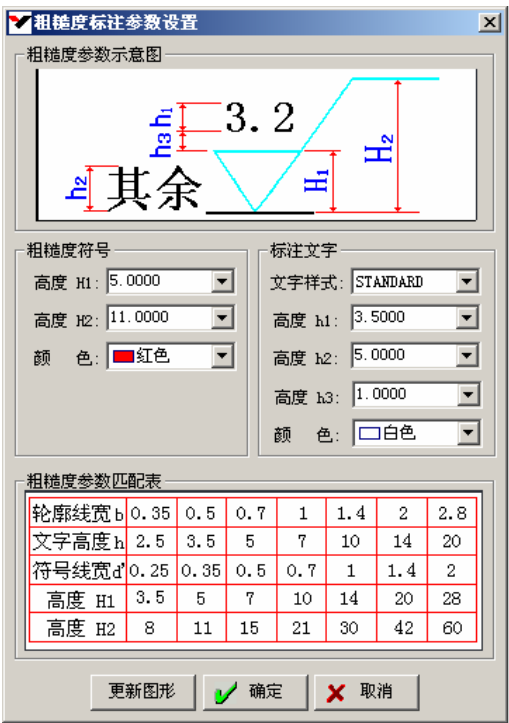 粗糙度标注参数设置
粗糙度参数示意图
h1
3.2
h3
H2
h2
其余
H1
粗糙度符号
高度 H1: 5.0000
高度 H2: 11.0000
颜 色: 红色
标注文字
文字样式: STANDARD
高度 h1: 3.5000
高度 h2: 5.0000
高度 h3: 1.0000
颜 色: 白色
粗糙度参数匹配表
轮廓线宽b 0.35 0.5 0.7 1 1.4 2 2.8
文字高度h 2.5 3.5 5 7 10 14 20
符号线宽d' 0.25 0.35 0.5 0.7 1 1.4 2
高度 H1 3.5 5 7 10 14 20 28
高度 H2 8 11 15 21 30 42 60
更新图形 确定 取消